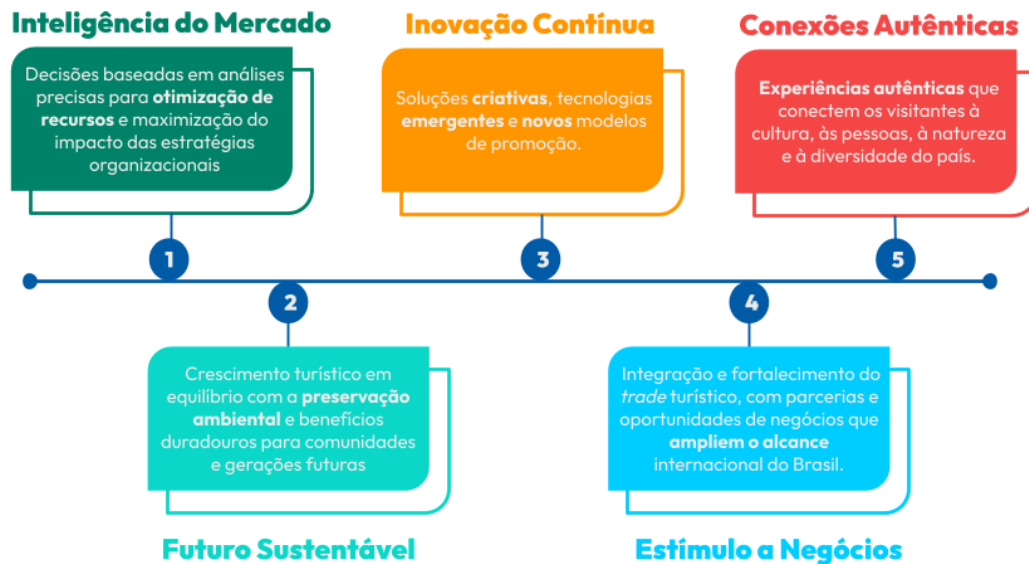 Inteligência do Mercado
Decisões baseadas em análises
precisas para otimização de
recursos e maximização do
impacto das estratégias
organizacionais
1
Futuro Sustentável
Crescimento turístico em
equilíbrio com a preservação
ambiental e benefícios
duradouros para comunidades
e gerações futuras
2
Inovação Contínua
Soluções criativas, tecnologias
emergentes e novos modelos
de promoção.
3
Estímulo a Negócios
Integração e fortalecimento do
trade turístico, com parcerias e
oportunidades de negócios que
ampliem o alcance
internacional do Brasil.
4
Conexões Autênticas
Experiências autênticas que
conectem os visitantes à
cultura, às pessoas, à natureza
e à diversidade do país.
5